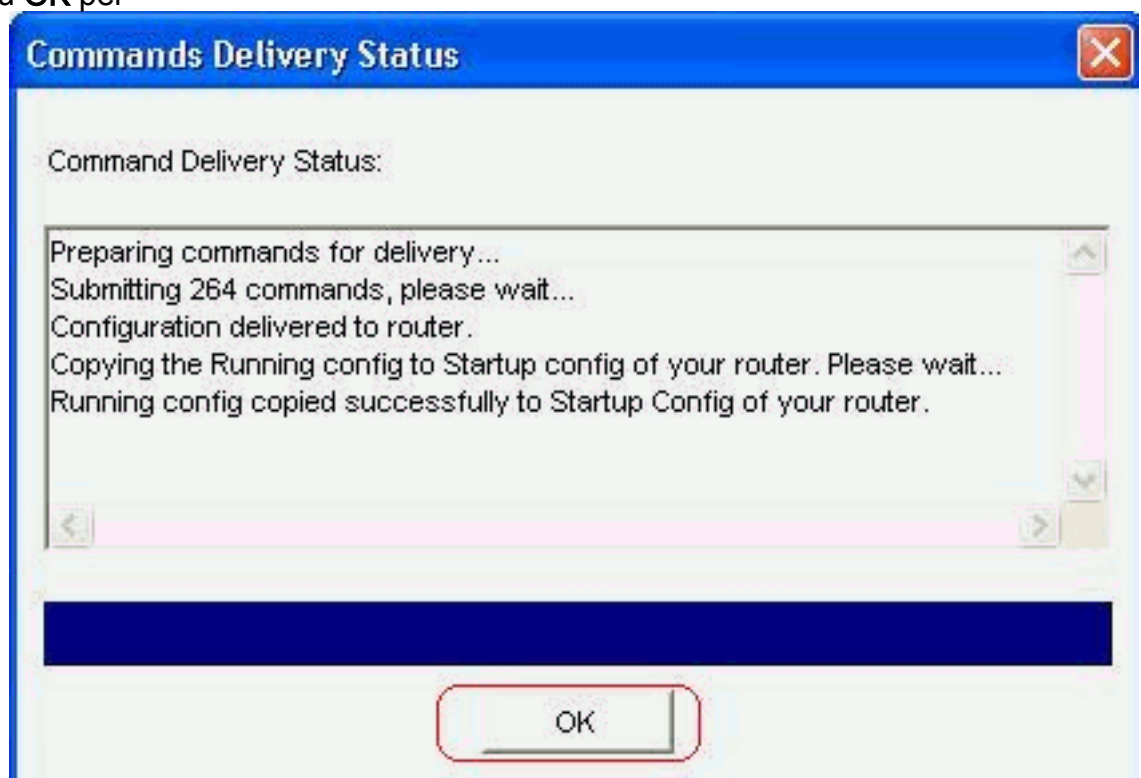 OK per
Commands Delivery Status
Command Delivery Status:
Preparing commands for delivery...
Submitting 264 commands, please wait...
Configuration delivered to router.
Copying the Running config to Startup config of your router. Please wait...
Running config copied successfully to Startup Config of your router.
OK